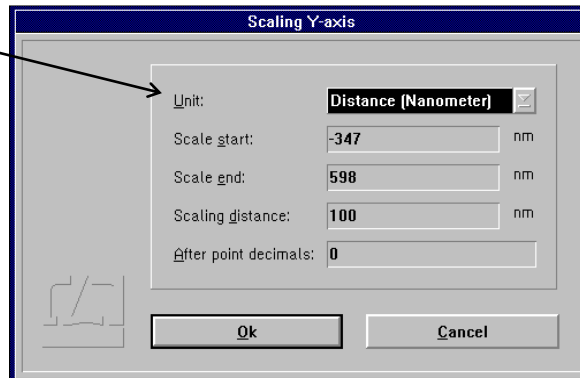 Scaling Y-axis
Unit: Distance (Nanometer)
Scale start: -347 nm
Scale end: 598 nm
Scaling distance: 100 nm
After point decimals: 0
Ok Cancel